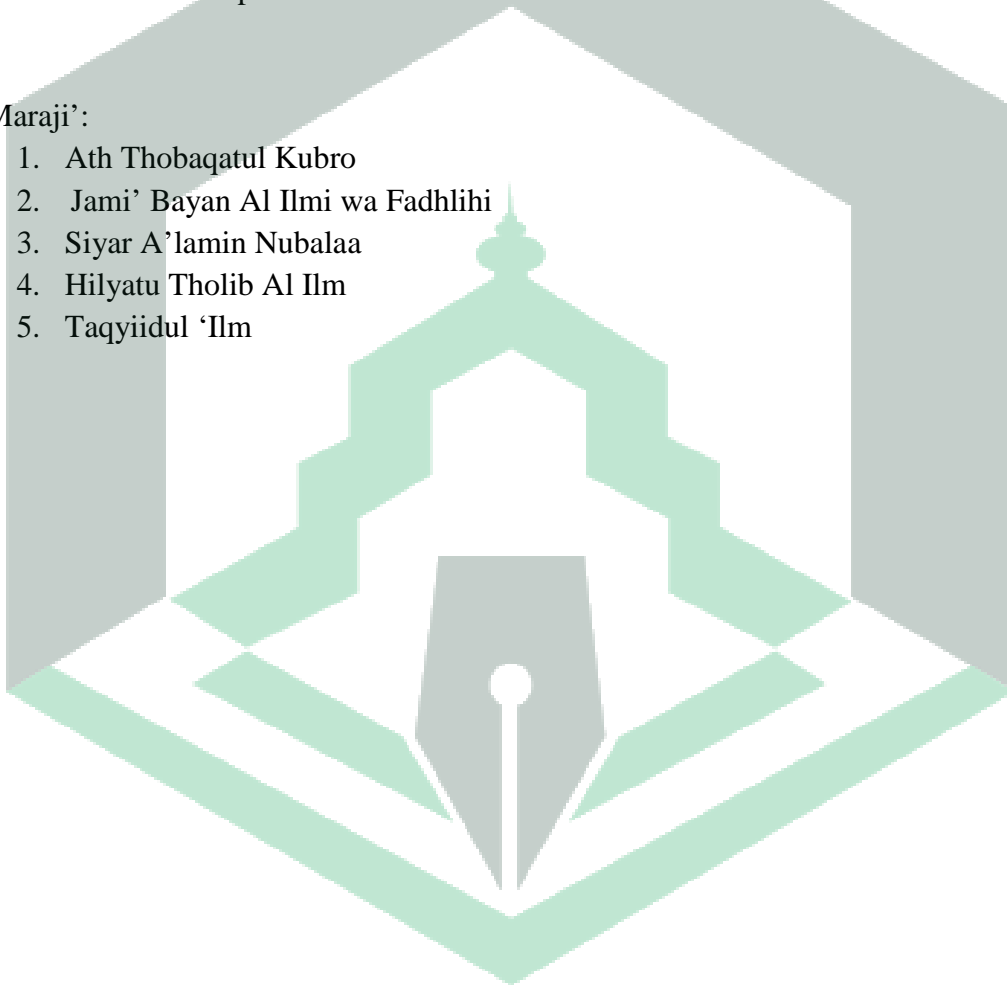 Maraji’:
1. Ath Thobaqatul Kubro
2. Jami’ Bayan Al Ilmi wa Fadhlihi
3. Siyar A’lamin Nubalaa
4. Hilyatu Tholib Al Ilm
5. Taqyiidul ‘Ilm